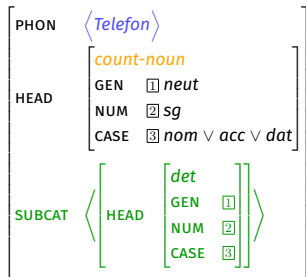 PHON ⟨Telefon⟩
count-noun
GEN 1 neut
HEAD NUM 2 sg
CASE 3 nom ∨ acc ∨ dat
det
GEN 1
SUBCAT ⟨ HEAD NUM 2 ⟩
CASE 3